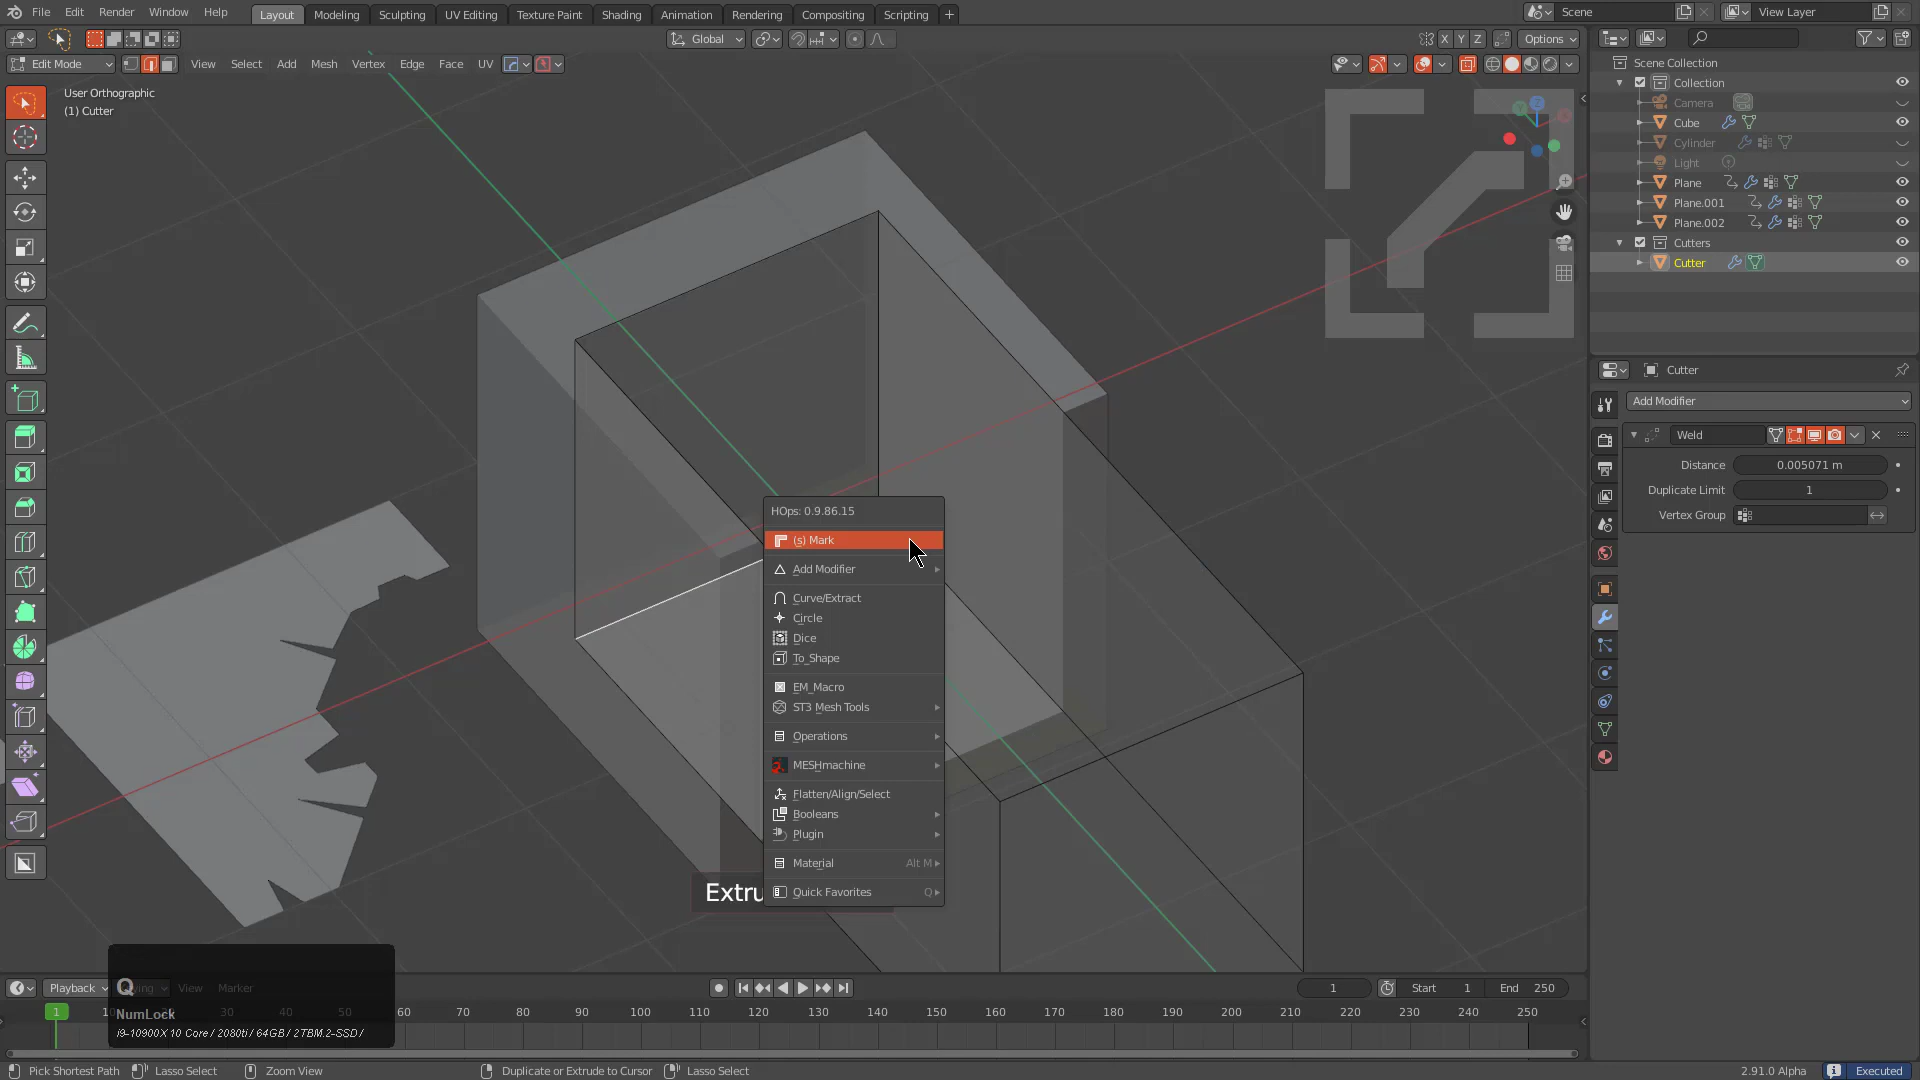 File Edit Render Window Help Layout Modeling Sculpting UV Editing Texture Paint Shading Animation Rendering Compositing Scripting + Scene View Layer
Global X Y Z Options
Edit Mode View Select Add Mesh Vertex Edge Face UV
User Orthographic
(1) Cutter
Scene Collection
Collection
Camera
Cube
Cylinder
Light
Plane
Plane.001
Plane.002
Cutters
Cutter
Cutter
Add Modifier
Weld
Distance 0.005071 m
Duplicate Limit 1
Vertex Group
HOps: 0.9.86.15
(s) Mark
Add Modifier
Curve/Extract
Circle
Dice
To_Shape
EM_Macro
ST3 Mesh Tools
Operations
MESHmachine
Flatten/Align/Select
Booleans
Plugin
Material Alt M
Quick Favorites Q
Extru
Playback View Marker 1 Start 1 End 250
Q
NumLock
i9-10900X 10 Core / 2080ti / 64GB / 2TBM.2-SSD /
1 50 60 70 80 90 100 110 120 130 140 150 160 170 180 190 200 210 220 230 240 250
Pick Shortest Path Lasso Select Zoom View Duplicate or Extrude to Cursor Lasso Select 2.91.0 Alpha Executed